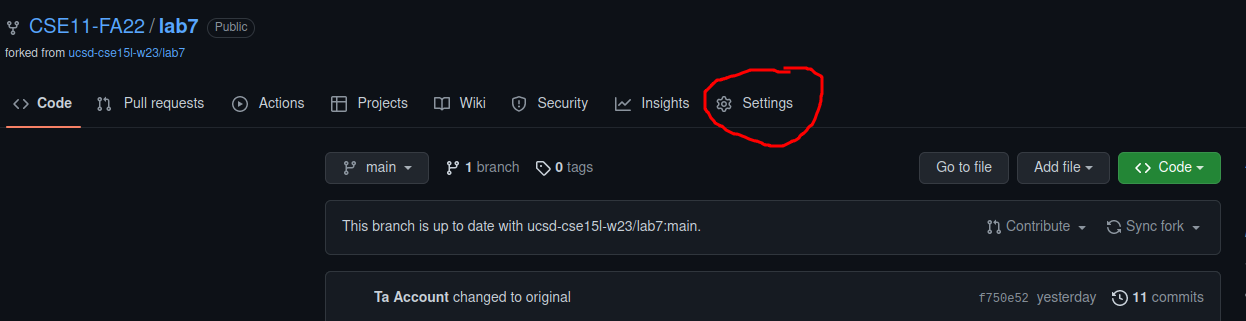 CSE11-FA22 / lab7 Public
forked from ucsd-cse15l-w23/lab7
Code Pull requests Actions Projects Wiki Security Insights Settings
main 1 branch 0 tags Go to file Add file Code
This branch is up to date with ucsd-cse15l-w23/lab7:main. Contribute Sync fork
Ta Account changed to original f750e52 yesterday 11 commits